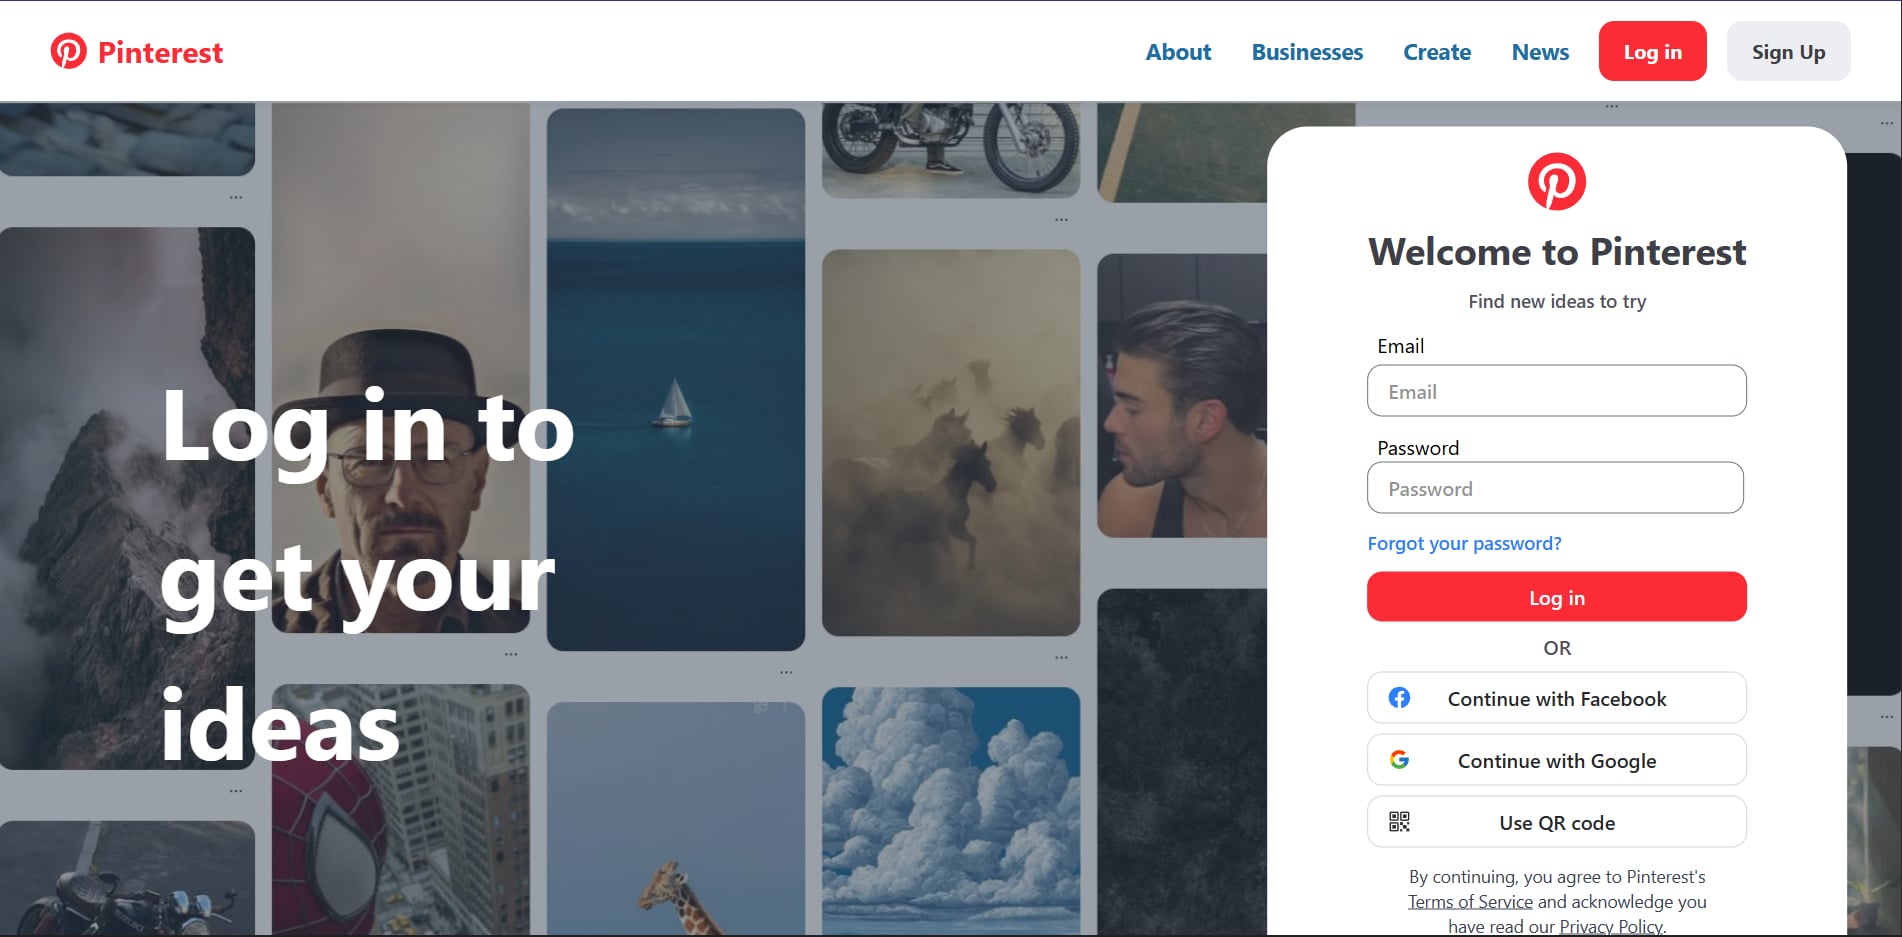 Pinterest
About
Businesses
Create
News
Log in
Sign Up
Log in to
get your
ideas
Welcome to Pinterest
Find new ideas to try
Email
Email
Password
Password
Forgot your password?
Log in
OR
Continue with Facebook
Continue with Google
Use QR code
By continuing, you agree to Pinterest's
Terms of Service and acknowledge you
have read our Privacy Policy.